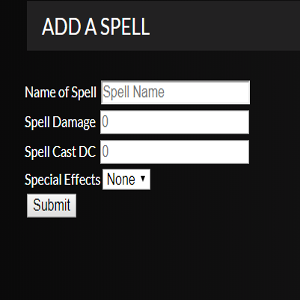 ADD A SPELL
Name of Spell Spell Name
Spell Damage 0
Spell Cast DC 0
Special Effects None
Submit